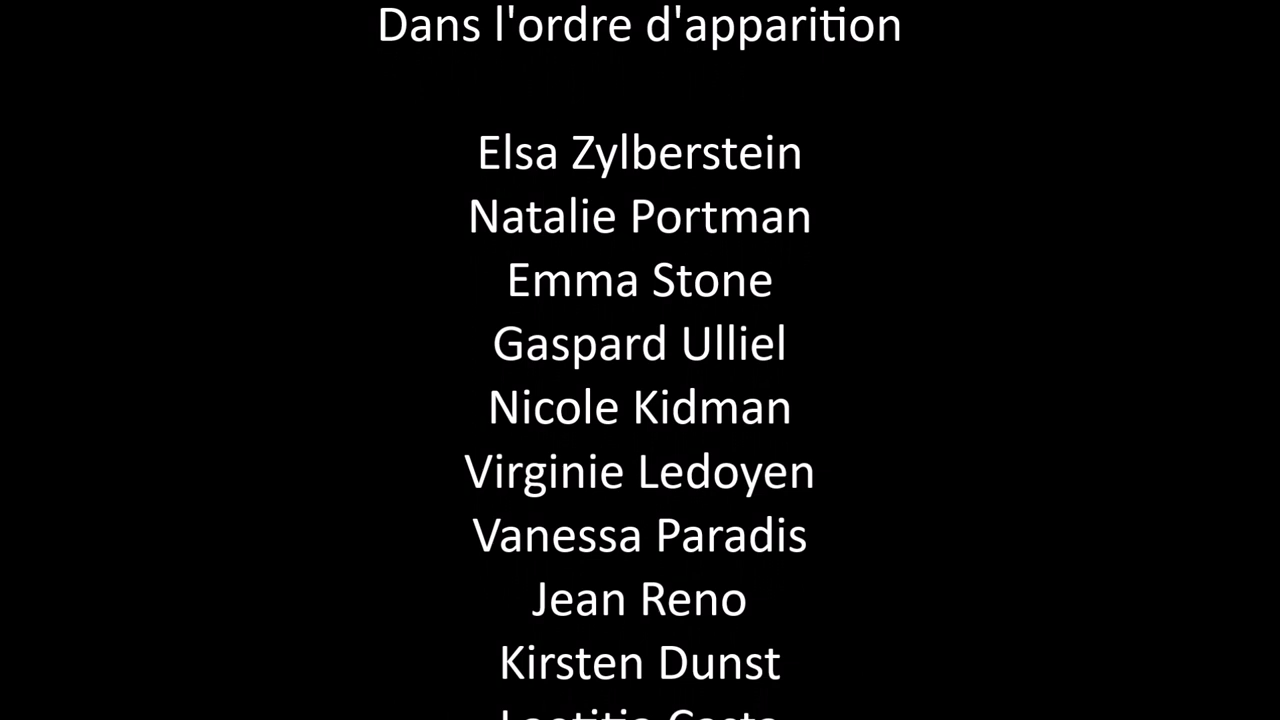 Dans l'ordre d'apparition
Elsa Zylberstein
Natalie Portman
Emma Stone
Gaspard Ulliel
Nicole Kidman
Virginie Ledoyen
Vanessa Paradis
Jean Reno
Kirsten Dunst